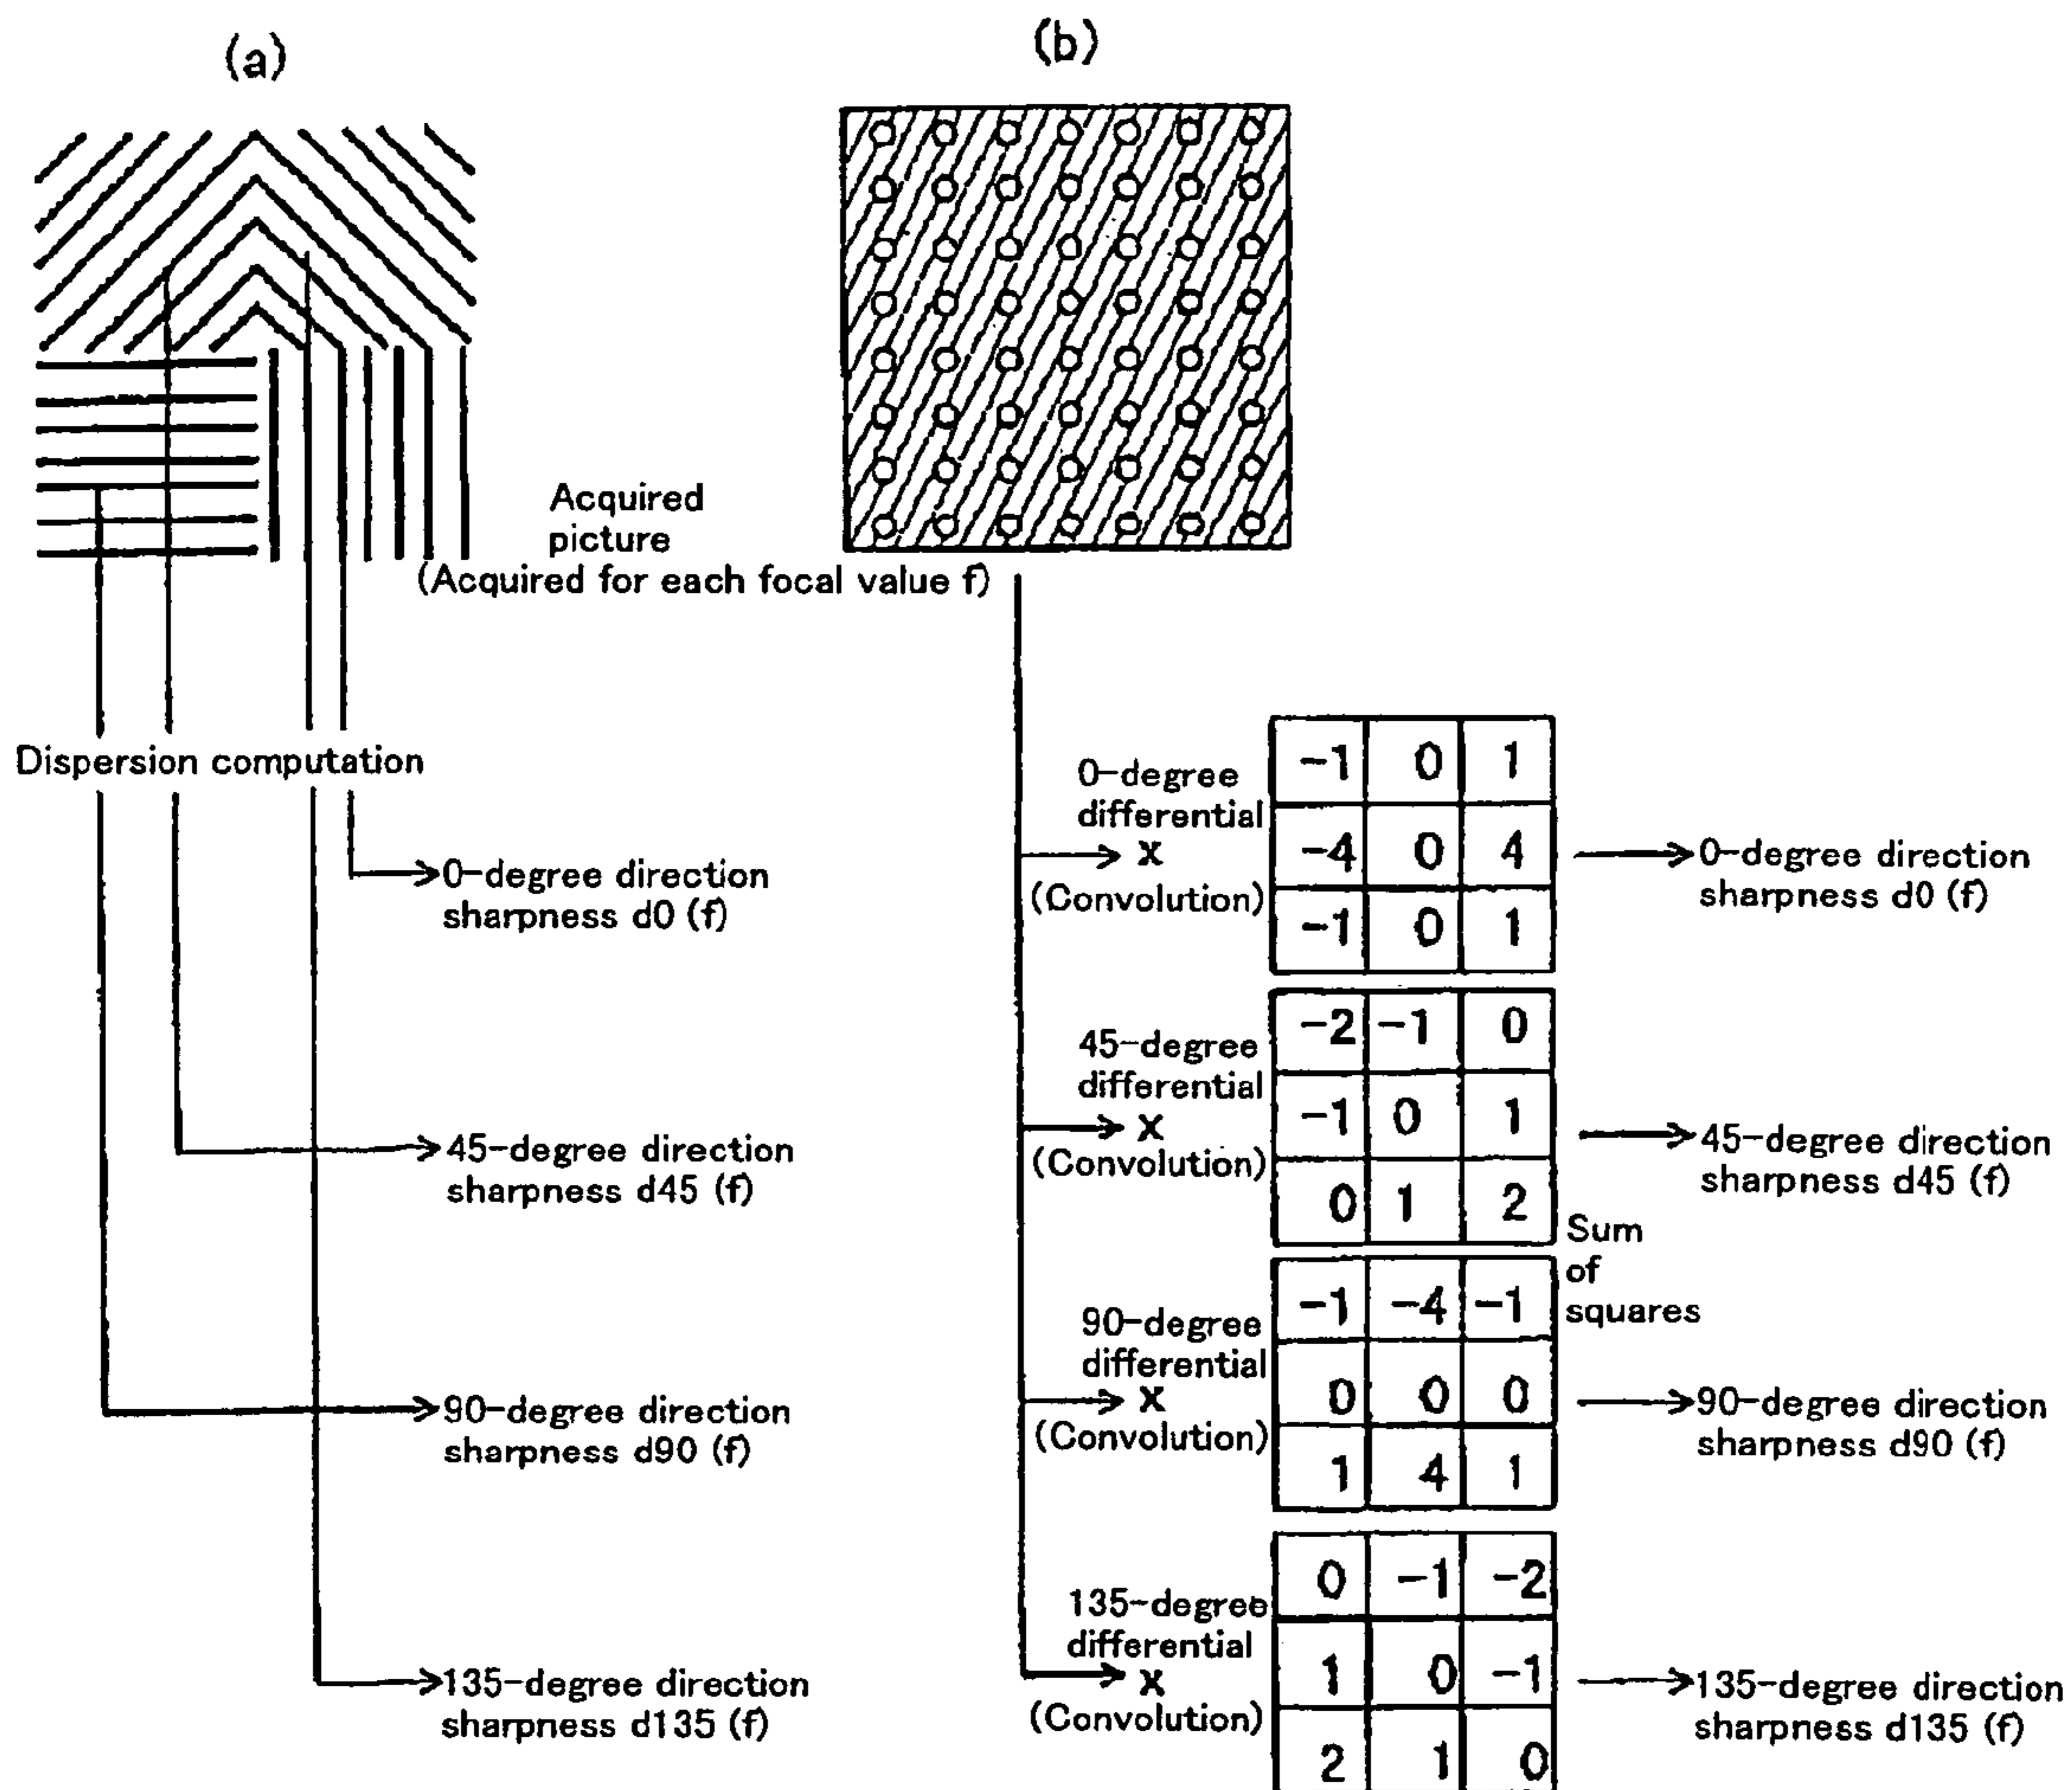 (a)
(b)
Acquired
picture
(Acquired for each focal value f)
Dispersion computation
0-degree direction
sharpness d0 (f)
45-degree direction
sharpness d45 (f)
90-degree direction
sharpness d90 (f)
135-degree direction
sharpness d135 (f)
0-degree
differential
X
(Convolution)
-1 0 1
-4 0 4
-1 0 1
0-degree direction
sharpness d0 (f)
45-degree
differential
X
(Convolution)
-2 -1 0
-1 0 1
0 1 2
45-degree direction
sharpness d45 (f)
Sum
of
squares
90-degree
differential
X
(Convolution)
-1 -4 -1
0 0 0
1 4 1
90-degree direction
sharpness d90 (f)
135-degree
differential
X
(Convolution)
0 -1 -2
1 0 -1
2 1 0
135-degree direction
sharpness d135 (f)